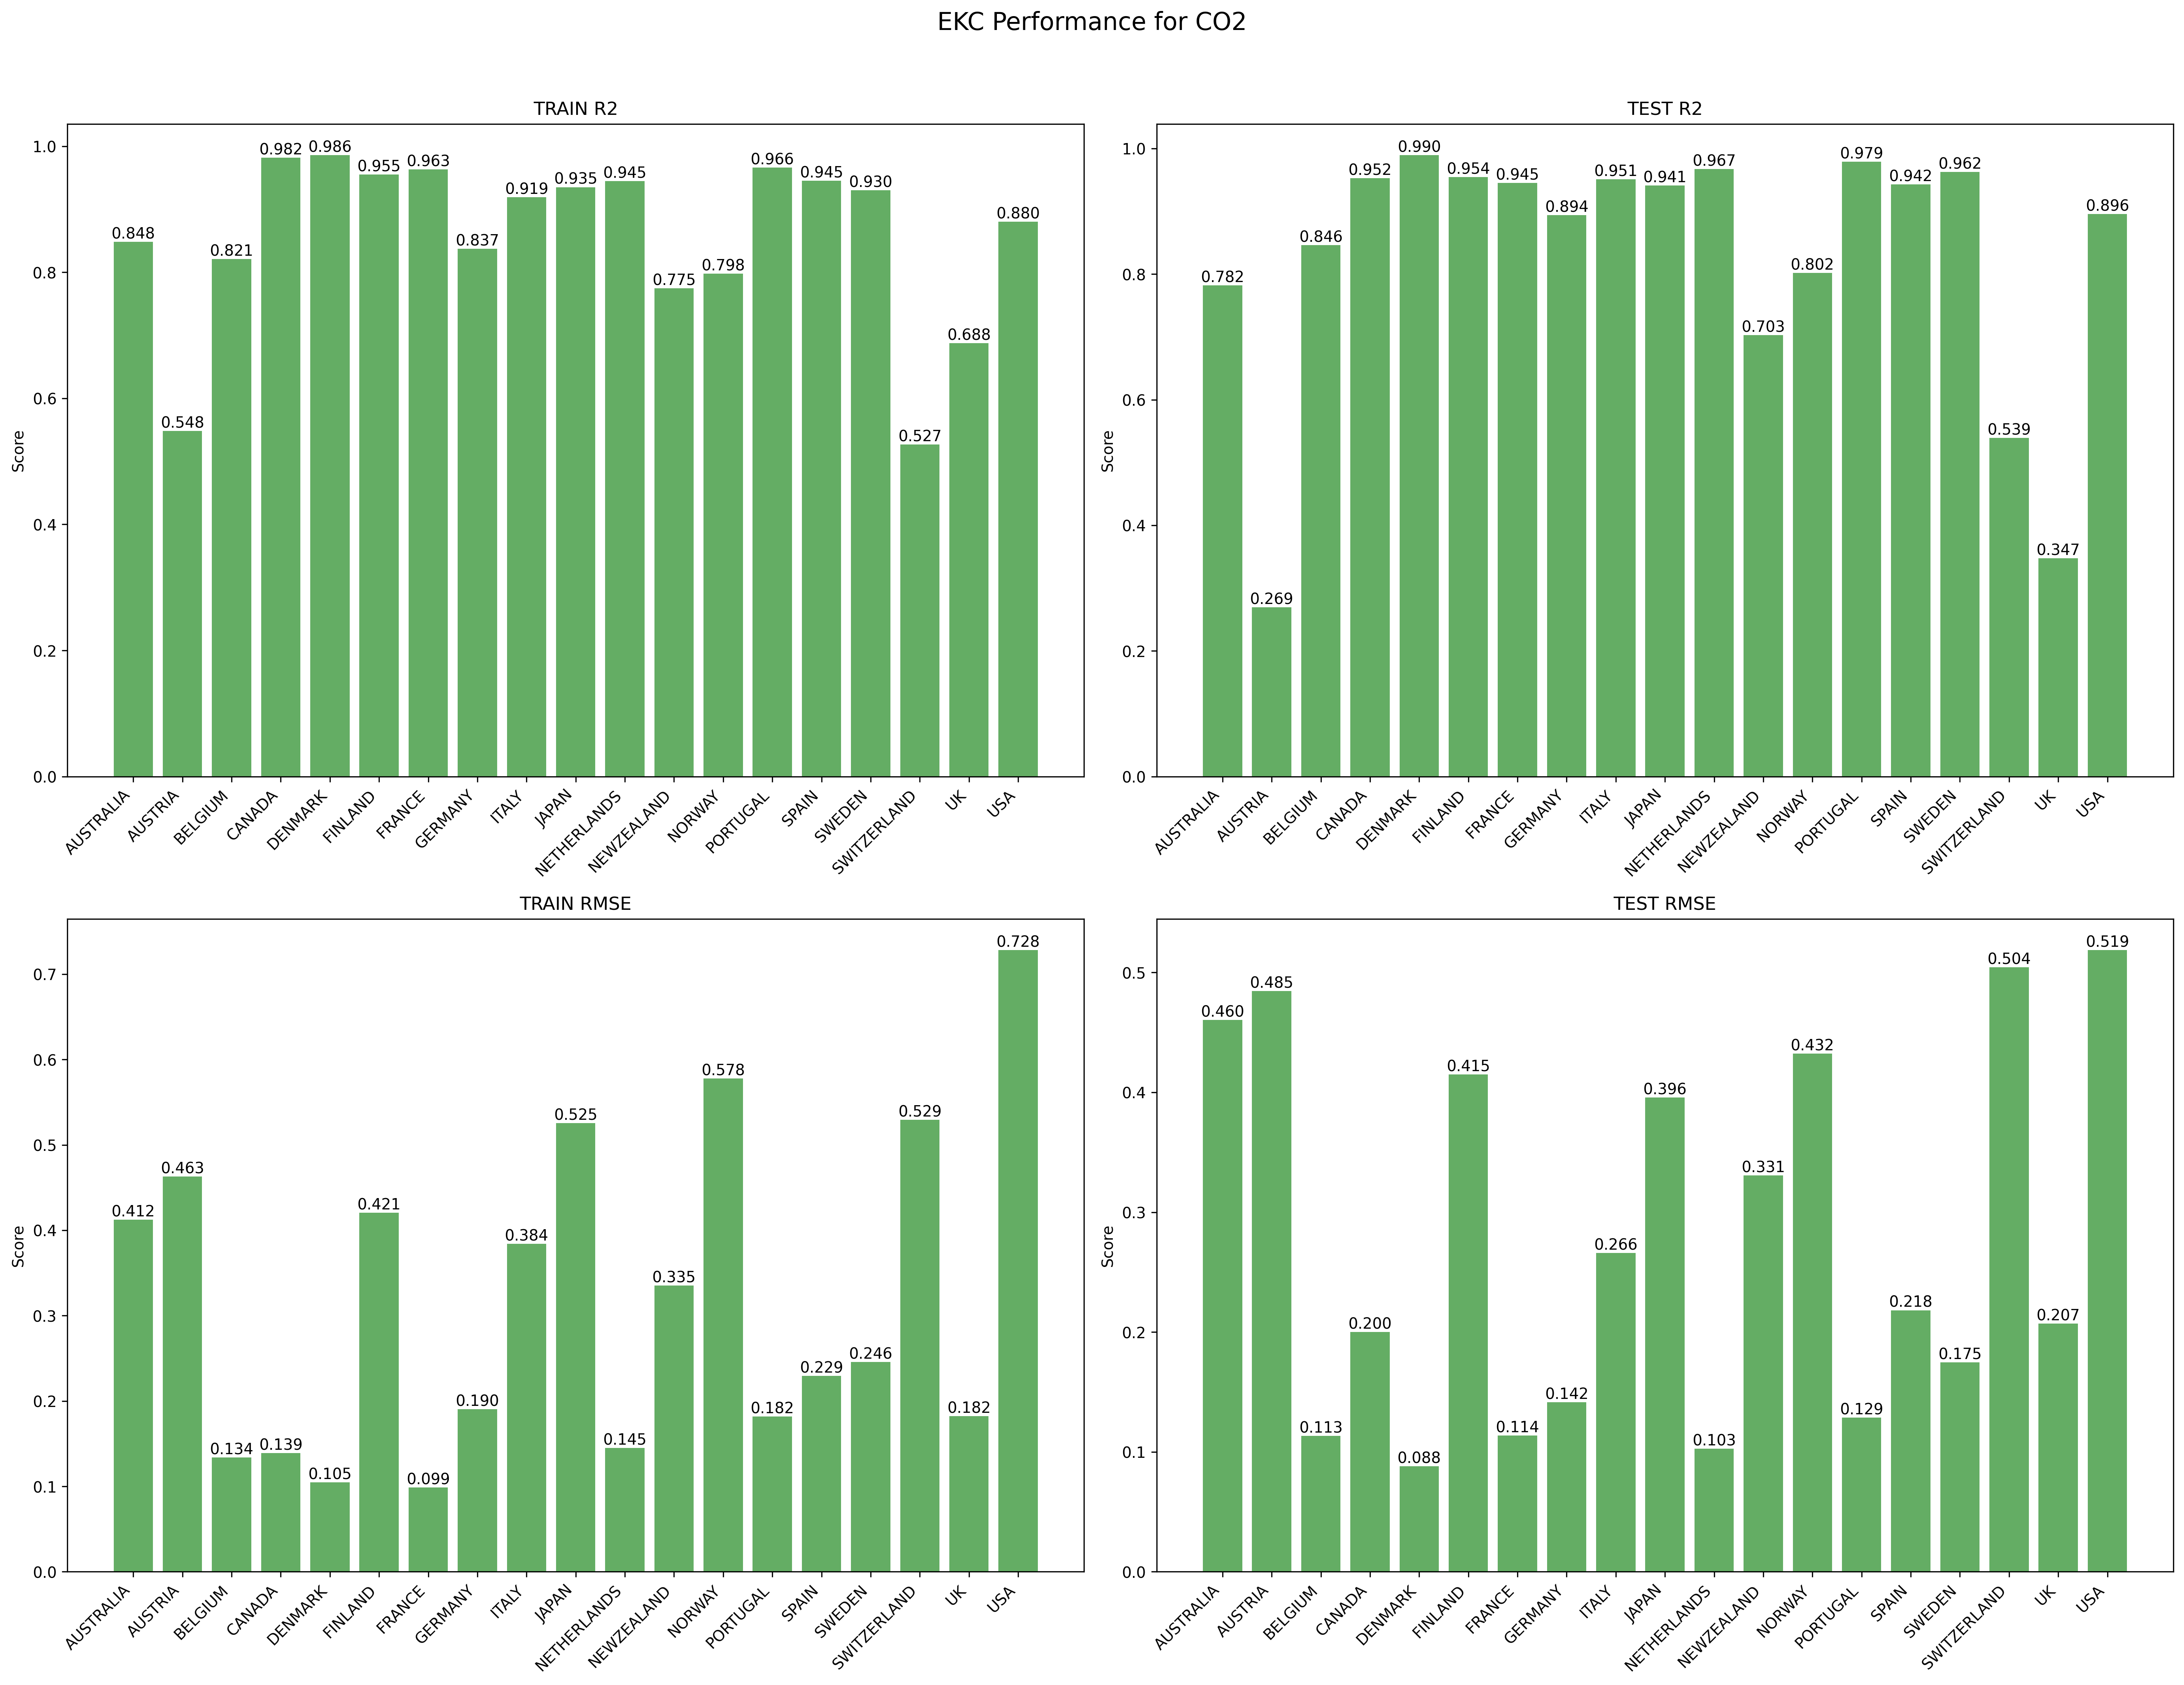 EKC Performance for CO2
TRAIN R2
Score
1.0
0.8
0.6
0.4
0.2
0.0
0.848
0.548
0.821
0.982
0.986
0.955
0.963
0.837
0.919
0.935
0.945
0.775
0.798
0.966
0.945
0.930
0.527
0.688
0.880
AUSTRALIA
AUSTRIA
BELGIUM
CANADA
DENMARK
FINLAND
FRANCE
GERMANY
ITALY
JAPAN
NETHERLANDS
NEWZEALAND
NORWAY
PORTUGAL
SPAIN
SWEDEN
SWITZERLAND
UK
USA
TEST R2
Score
1.0
0.8
0.6
0.4
0.2
0.0
0.782
0.269
0.846
0.952
0.990
0.954
0.945
0.894
0.951
0.941
0.967
0.703
0.802
0.979
0.942
0.962
0.539
0.347
0.896
AUSTRALIA
AUSTRIA
BELGIUM
CANADA
DENMARK
FINLAND
FRANCE
GERMANY
ITALY
JAPAN
NETHERLANDS
NEWZEALAND
NORWAY
PORTUGAL
SPAIN
SWEDEN
SWITZERLAND
UK
USA
TRAIN RMSE
Score
0.7
0.6
0.5
0.4
0.3
0.2
0.1
0.0
0.412
0.463
0.134
0.139
0.105
0.421
0.099
0.190
0.384
0.525
0.145
0.335
0.578
0.182
0.229
0.246
0.529
0.182
0.728
AUSTRALIA
AUSTRIA
BELGIUM
CANADA
DENMARK
FINLAND
FRANCE
GERMANY
ITALY
JAPAN
NETHERLANDS
NEWZEALAND
NORWAY
PORTUGAL
SPAIN
SWEDEN
SWITZERLAND
UK
USA
TEST RMSE
Score
0.5
0.4
0.3
0.2
0.1
0.0
0.460
0.485
0.113
0.200
0.088
0.415
0.114
0.142
0.266
0.396
0.103
0.331
0.432
0.129
0.218
0.175
0.504
0.207
0.519
AUSTRALIA
AUSTRIA
BELGIUM
CANADA
DENMARK
FINLAND
FRANCE
GERMANY
ITALY
JAPAN
NETHERLANDS
NEWZEALAND
NORWAY
PORTUGAL
SPAIN
SWEDEN
SWITZERLAND
UK
USA